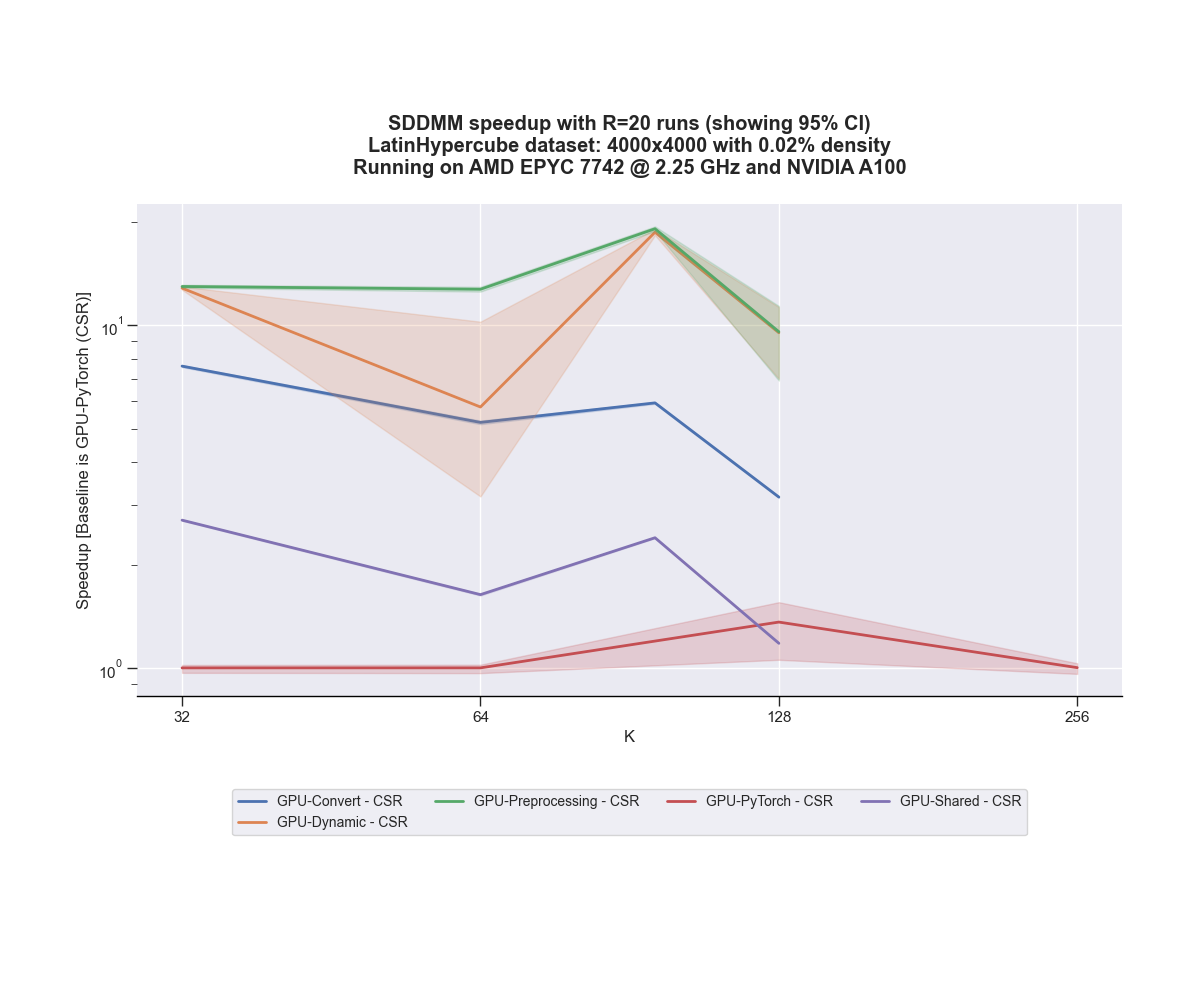 SDDMM speedup with R=20 runs (showing 95% CI)
LatinHypercube dataset: 4000x4000 with 0.02% density
Running on AMD EPYC 7742 @ 2.25 GHz and NVIDIA A100
Speedup [Baseline is GPU-PyTorch (CSR)]
10^1
10^0
32 64 128 256
K
GPU-Convert - CSR GPU-Preprocessing - CSR GPU-PyTorch - CSR GPU-Shared - CSR
GPU-Dynamic - CSR